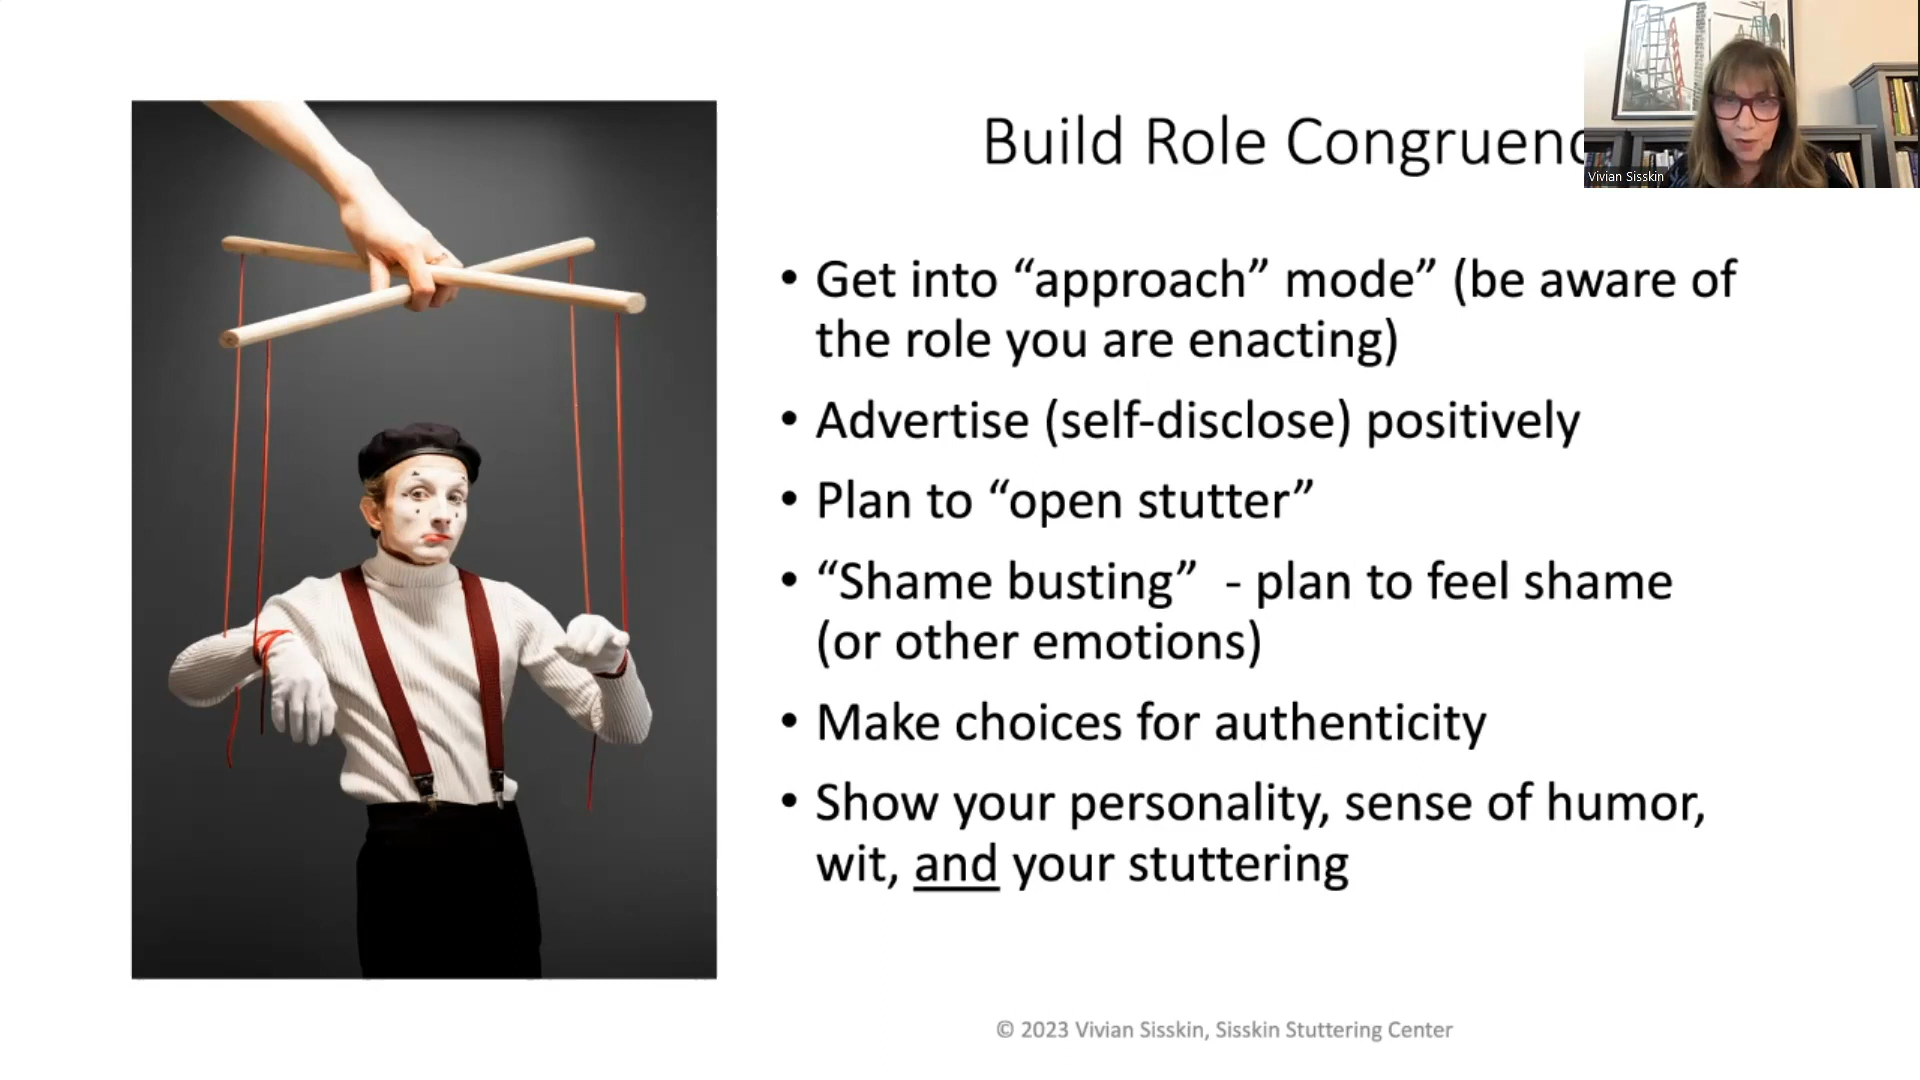 Build Role Congruenc
Vivian Sisskin
• Get into “approach” mode” (be aware of
the role you are enacting)
• Advertise (self-disclose) positively
• Plan to “open stutter”
• “Shame busting”  - plan to feel shame
(or other emotions)
• Make choices for authenticity
• Show your personality, sense of humor,
wit, and your stuttering
© 2023 Vivian Sisskin, Sisskin Stuttering Center